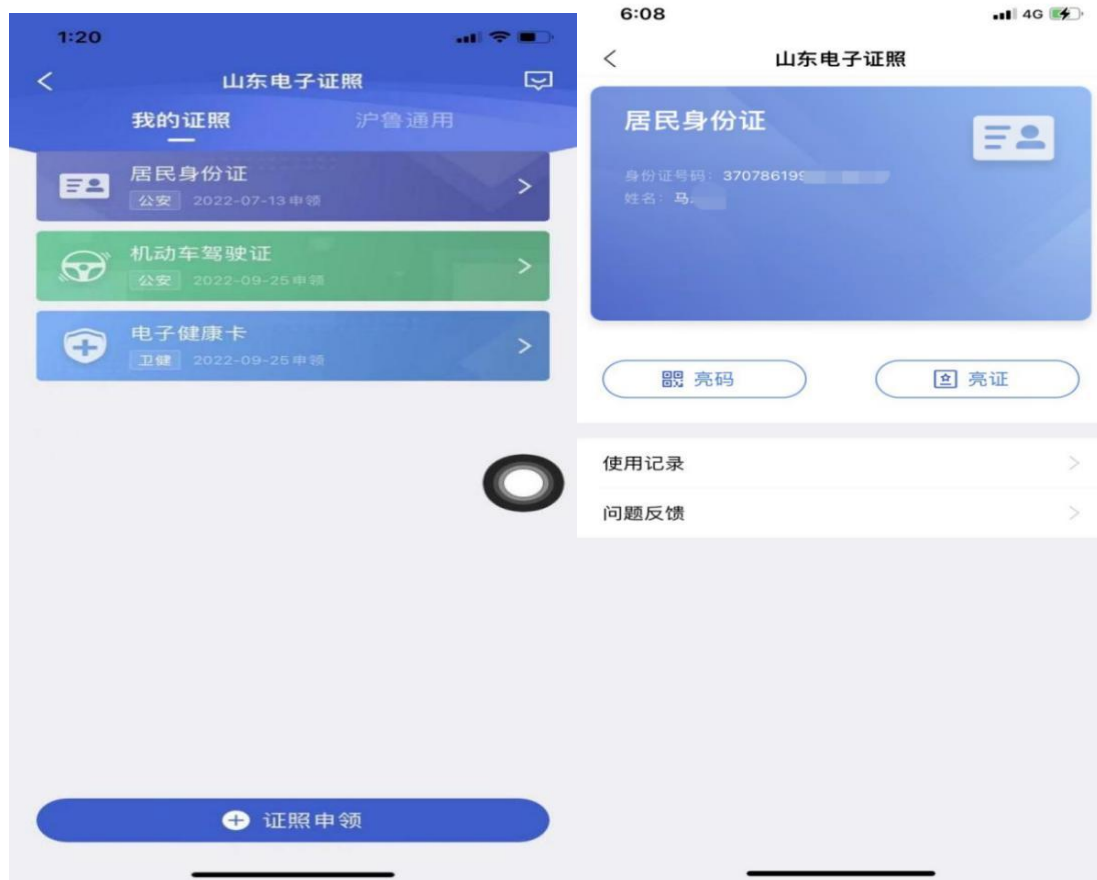 1:20
山东电子证照
我的证照 沪鲁通用
居民身份证
公安 2022-07-13申领
机动车驾驶证
公安 2022-09-25申领
电子健康卡
卫健 2022-09-25申领
证照申领
6:08 4G
山东电子证照
居民身份证
身份证号码: 370786199
姓名: 马
亮码 亮证
使用记录
问题反馈